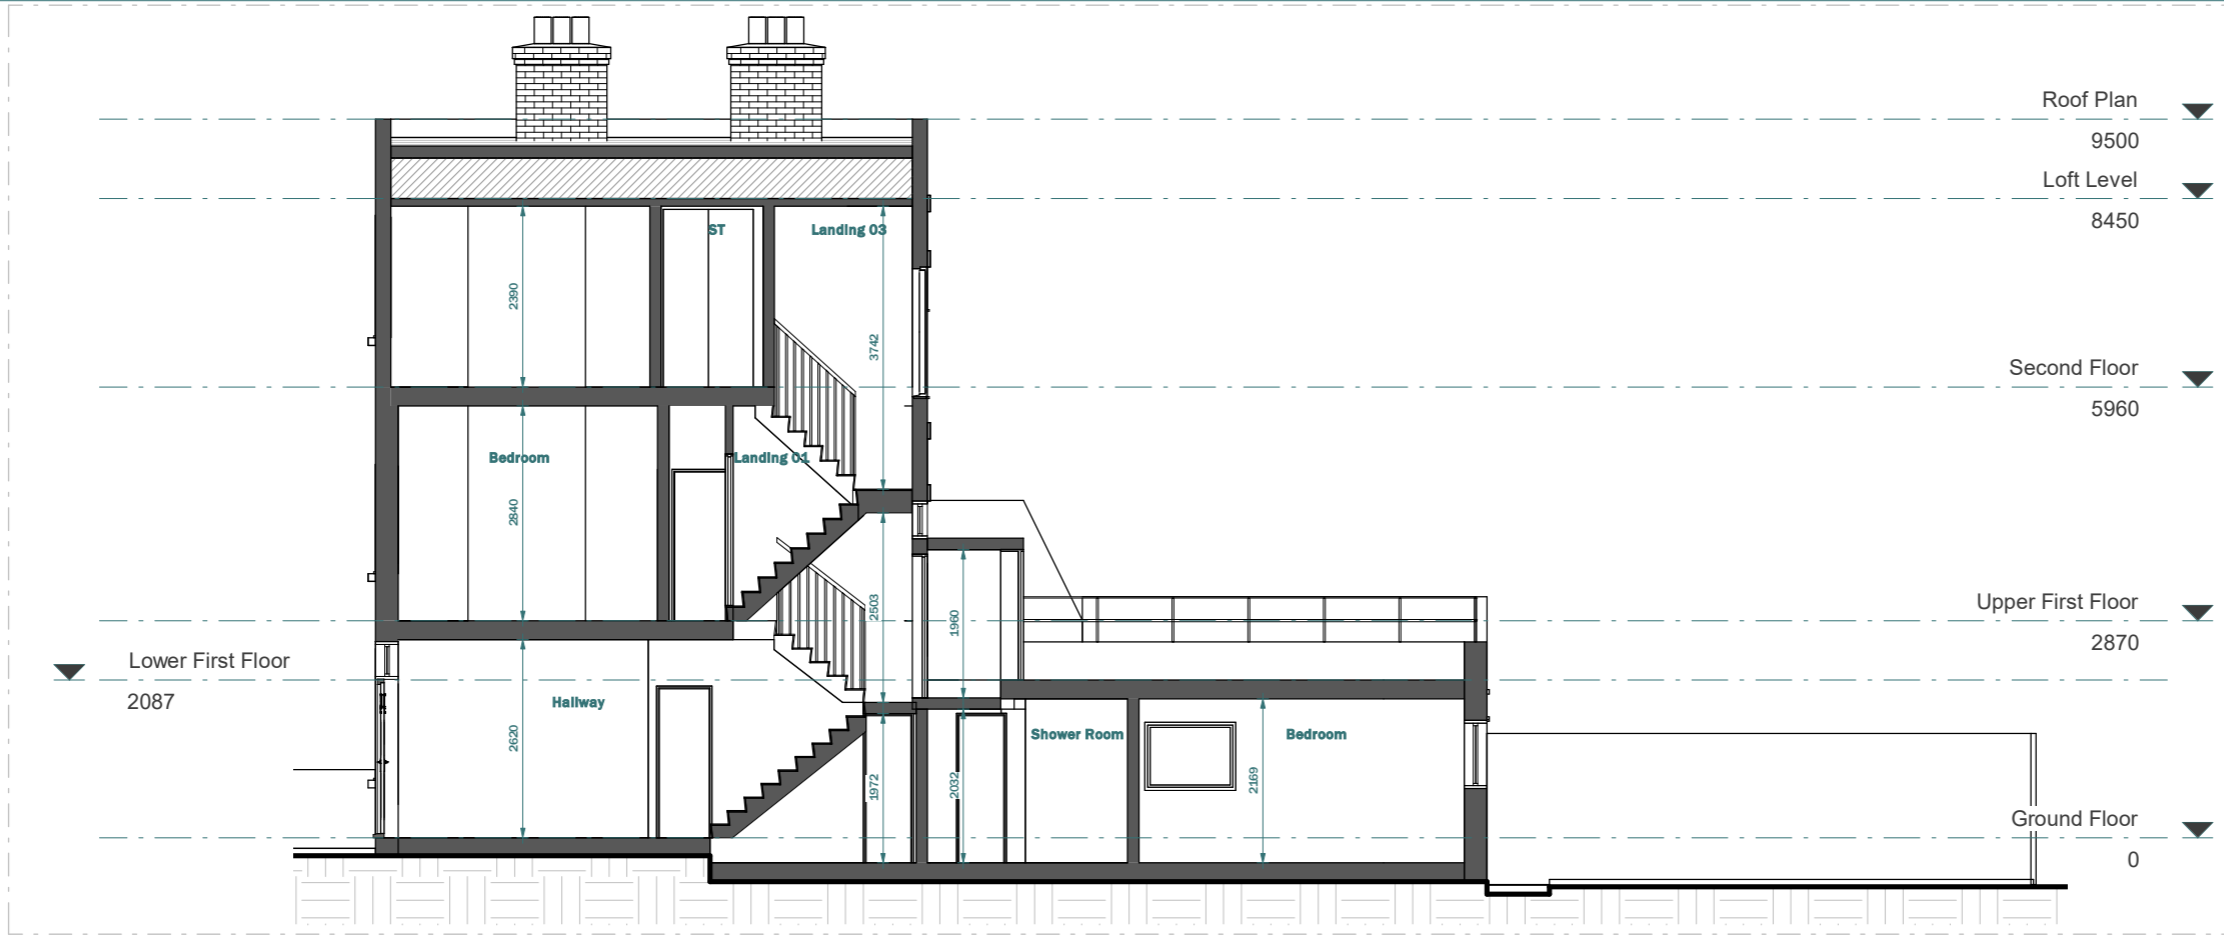 Roof Plan
9500
Loft Level
8450
ST
Landing 03
2390
3742
Second Floor
5960
Bedroom
Landing 01
2840
2503
1960
Upper First Floor
2870
Lower First Floor
2087
Hallway
Shower Room
Bedroom
2620
1972
2032
2169
Ground Floor
0